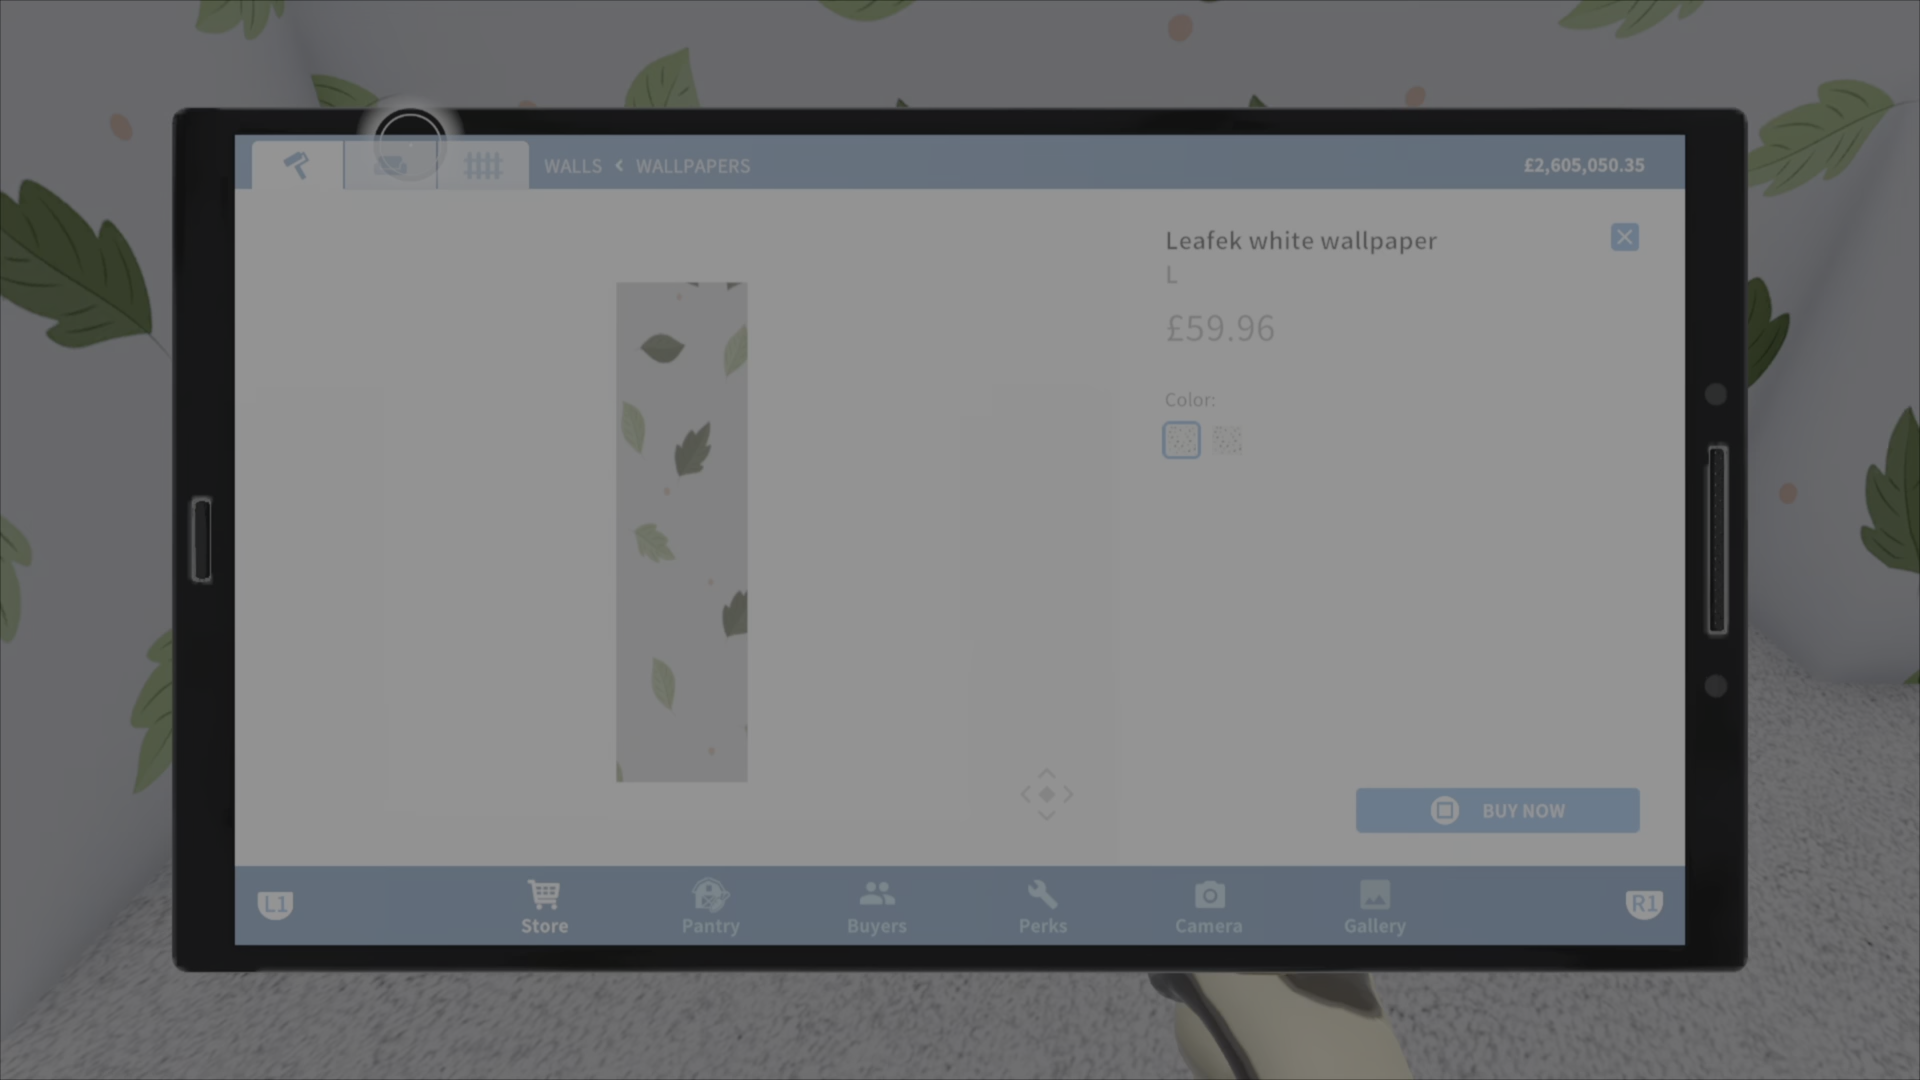 WALLS < WALLPAPERS
£2,605,050.35
Leafek white wallpaper
L
£59.96
Color:
BUY NOW
L1
Store
Pantry
Buyers
Perks
Camera
Gallery
R1